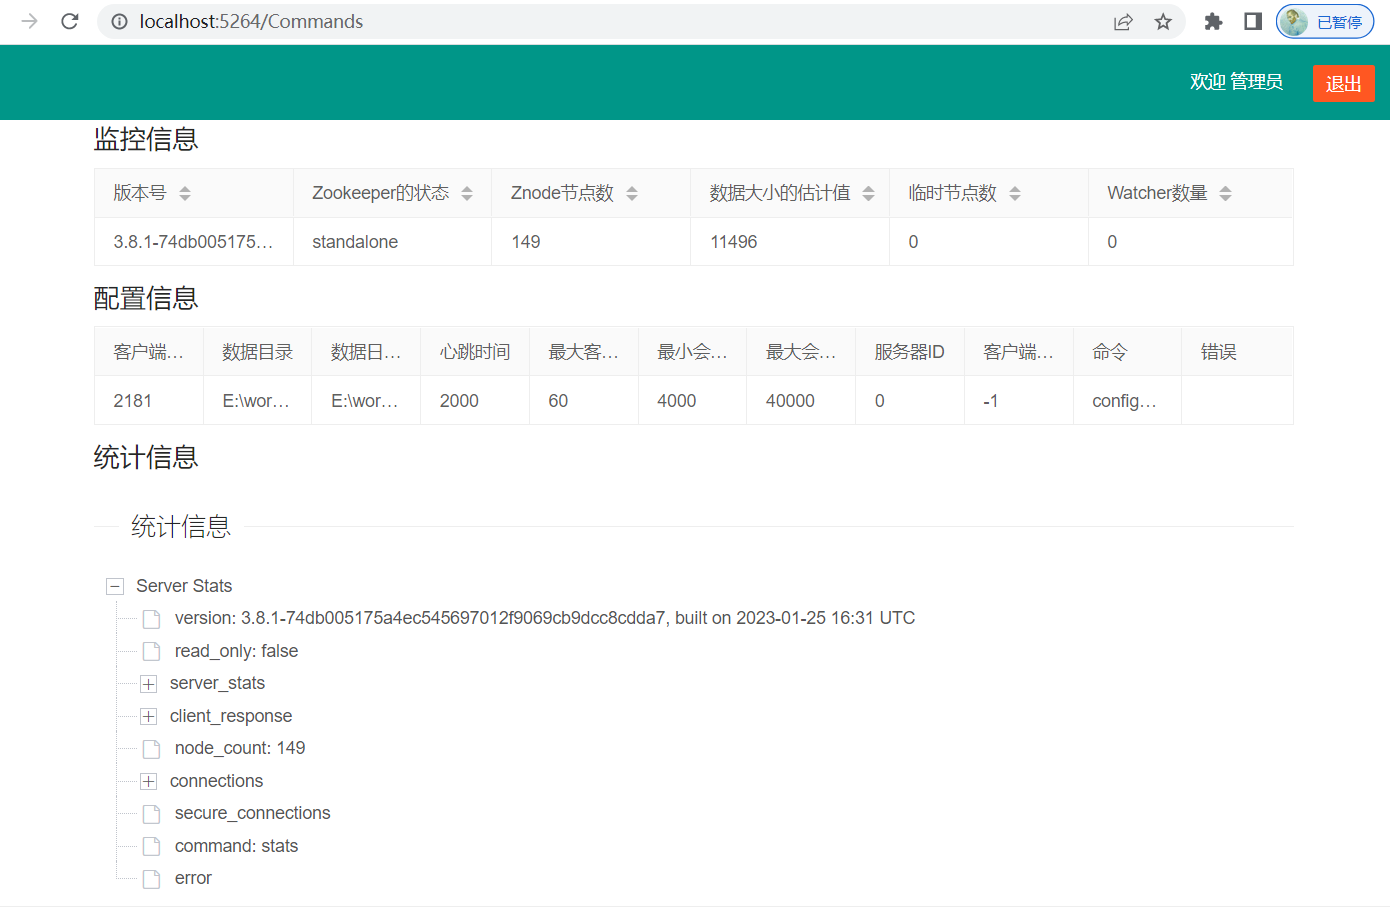 localhost:5264/Commands
已暂停
欢迎 管理员 退出
监控信息
版本号 Zookeeper的状态 Znode节点数 数据大小的估计值 临时节点数 Watcher数量
3.8.1-74db005175... standalone 149 11496 0 0
配置信息
客户端... 数据目录 数据日... 心跳时间 最大客... 最小会... 最大会... 服务器ID 客户端... 命令 错误
2181 E:\wor... E:\wor... 2000 60 4000 40000 0 -1 config...
统计信息
统计信息
Server Stats
version: 3.8.1-74db005175a4ec545697012f9069cb9dcc8cdda7, built on 2023-01-25 16:31 UTC
read_only: false
server_stats
client_response
node_count: 149
connections
secure_connections
command: stats
error